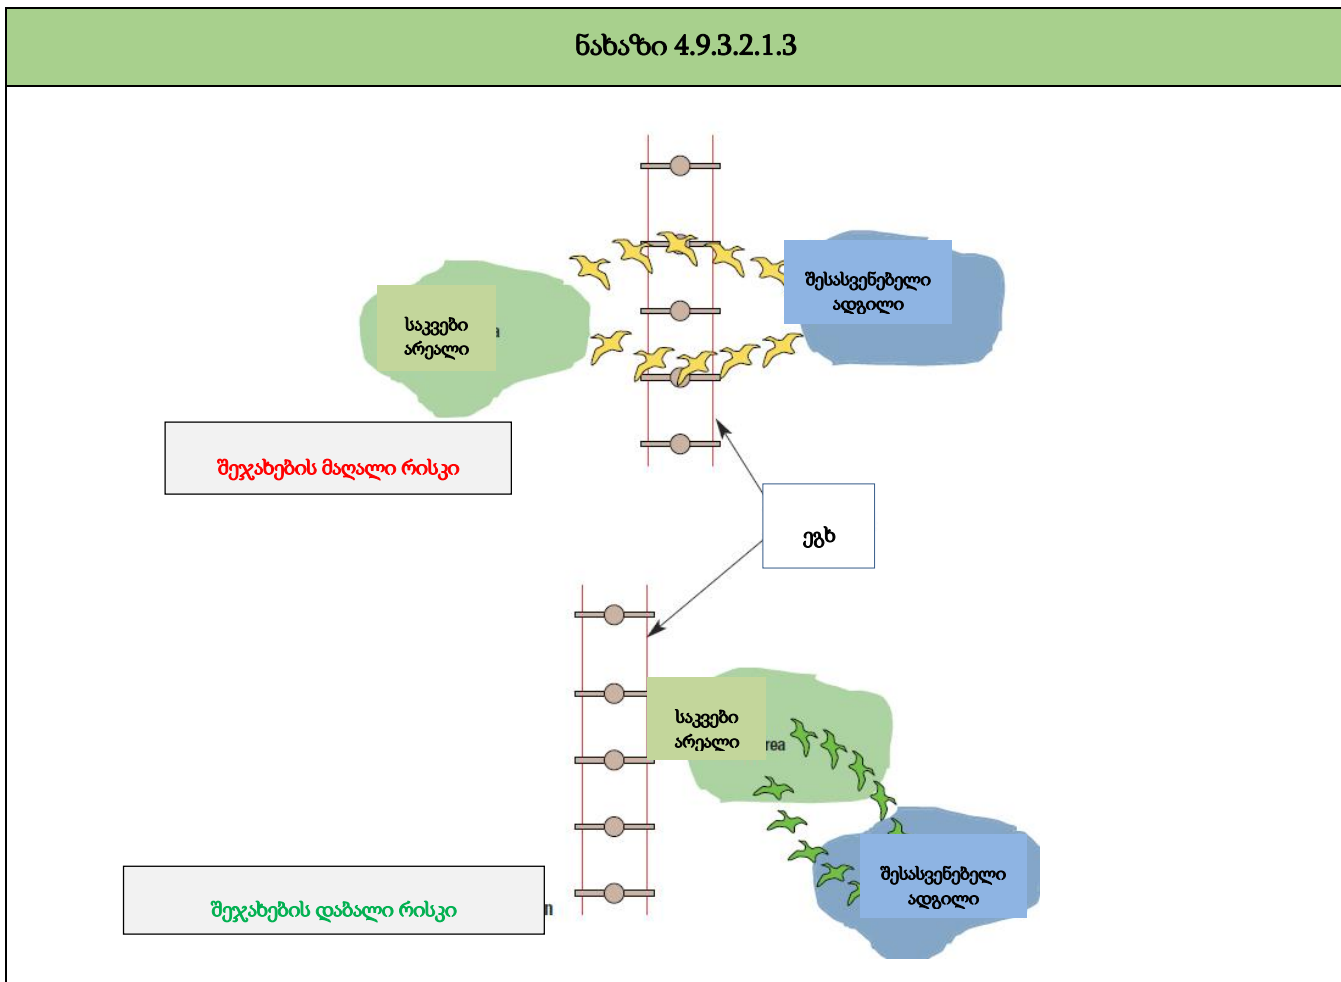 ნახაზი 4.9.3.2.1.3
შესასვენებელი
ადგილი
საკვები
არეალი
a
შეჯახების მაღალი რისკი
ეგხ
საკვები
არეალი
rea
შესასვენებელი
ადგილი
შეჯახების დაბალი რისკი
n